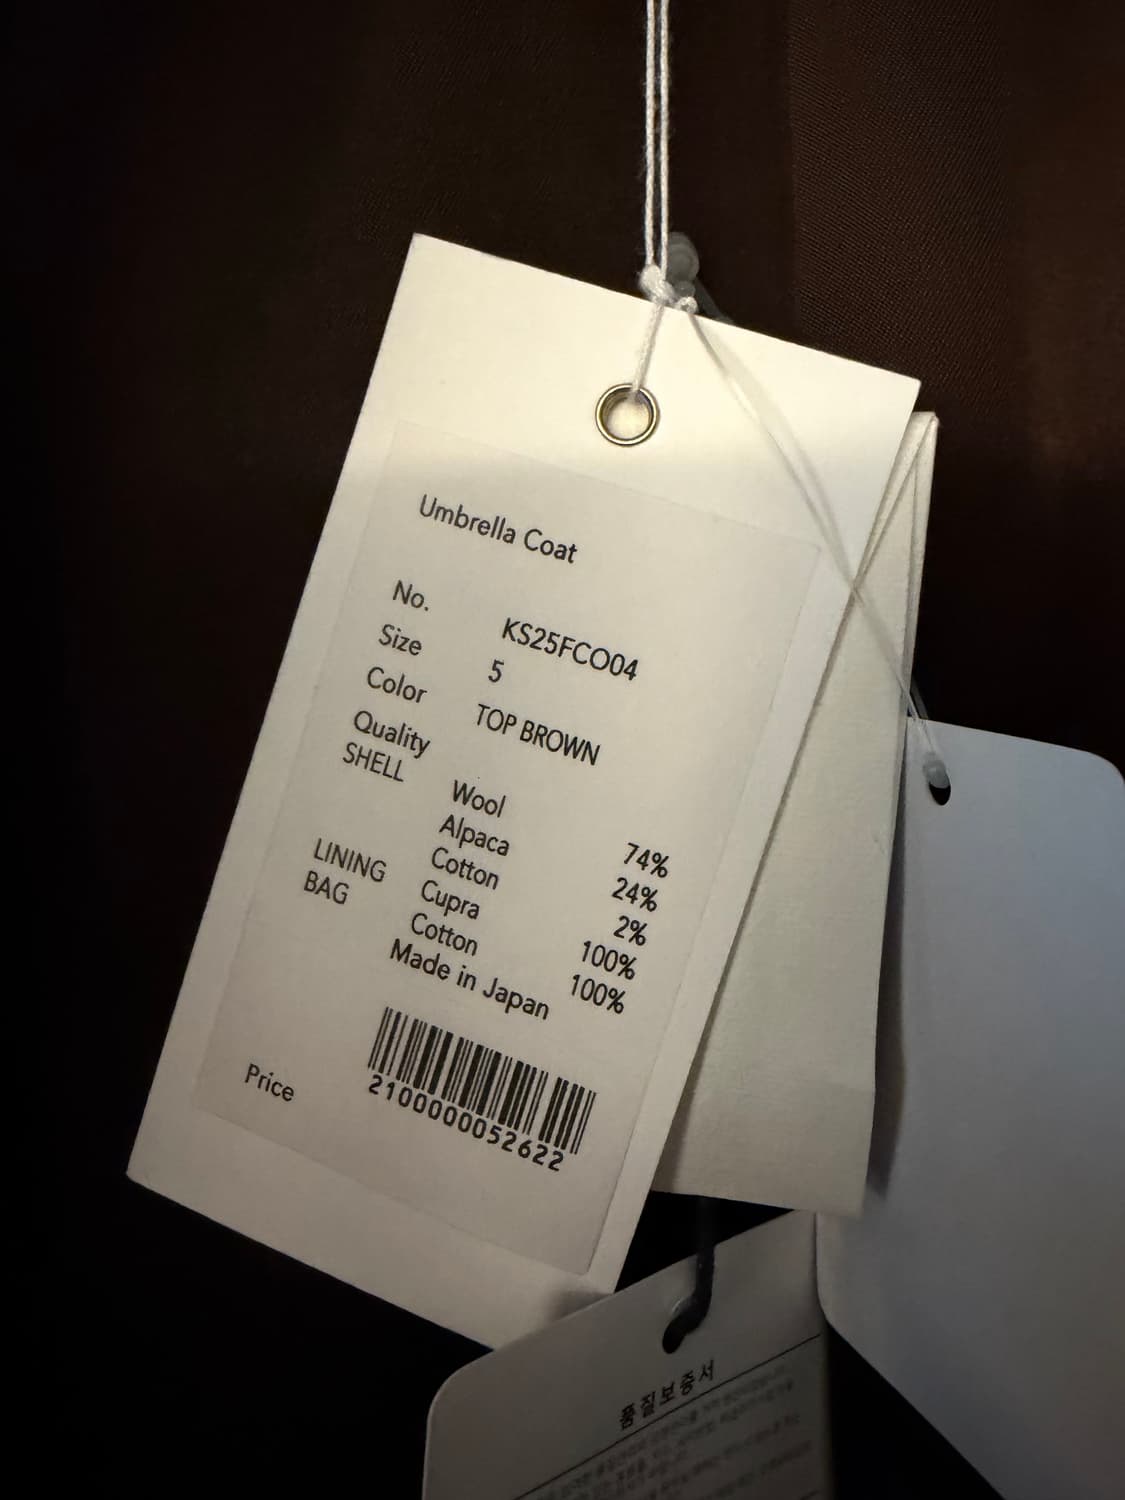 Umbrella Coat
No. KS25FCO04
Size 5
Color TOP BROWN
Quality
SHELL Wool 74%
Alpaca 24%
Cotton 2%
LINING Cupra 100%
BAG Cotton 100%
Made in Japan
2100000052622
Price
품질보증서